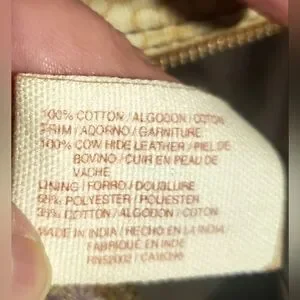 100% COTTON / ALGODON / COTON
TRIM / ADORNO / GARNITURE
100% COW HIDE LEATHER / PIEL DE
BOVINO / CUIR EN PEAU DE
VACHE
LINING / FORRO / DOUBLURE
65% POLYESTER / POLIESTER
35% COTTON / ALGODON / COTON
MADE IN INDIA / HECHO EN LA INDIA
FABRIQUÉ EN INDE